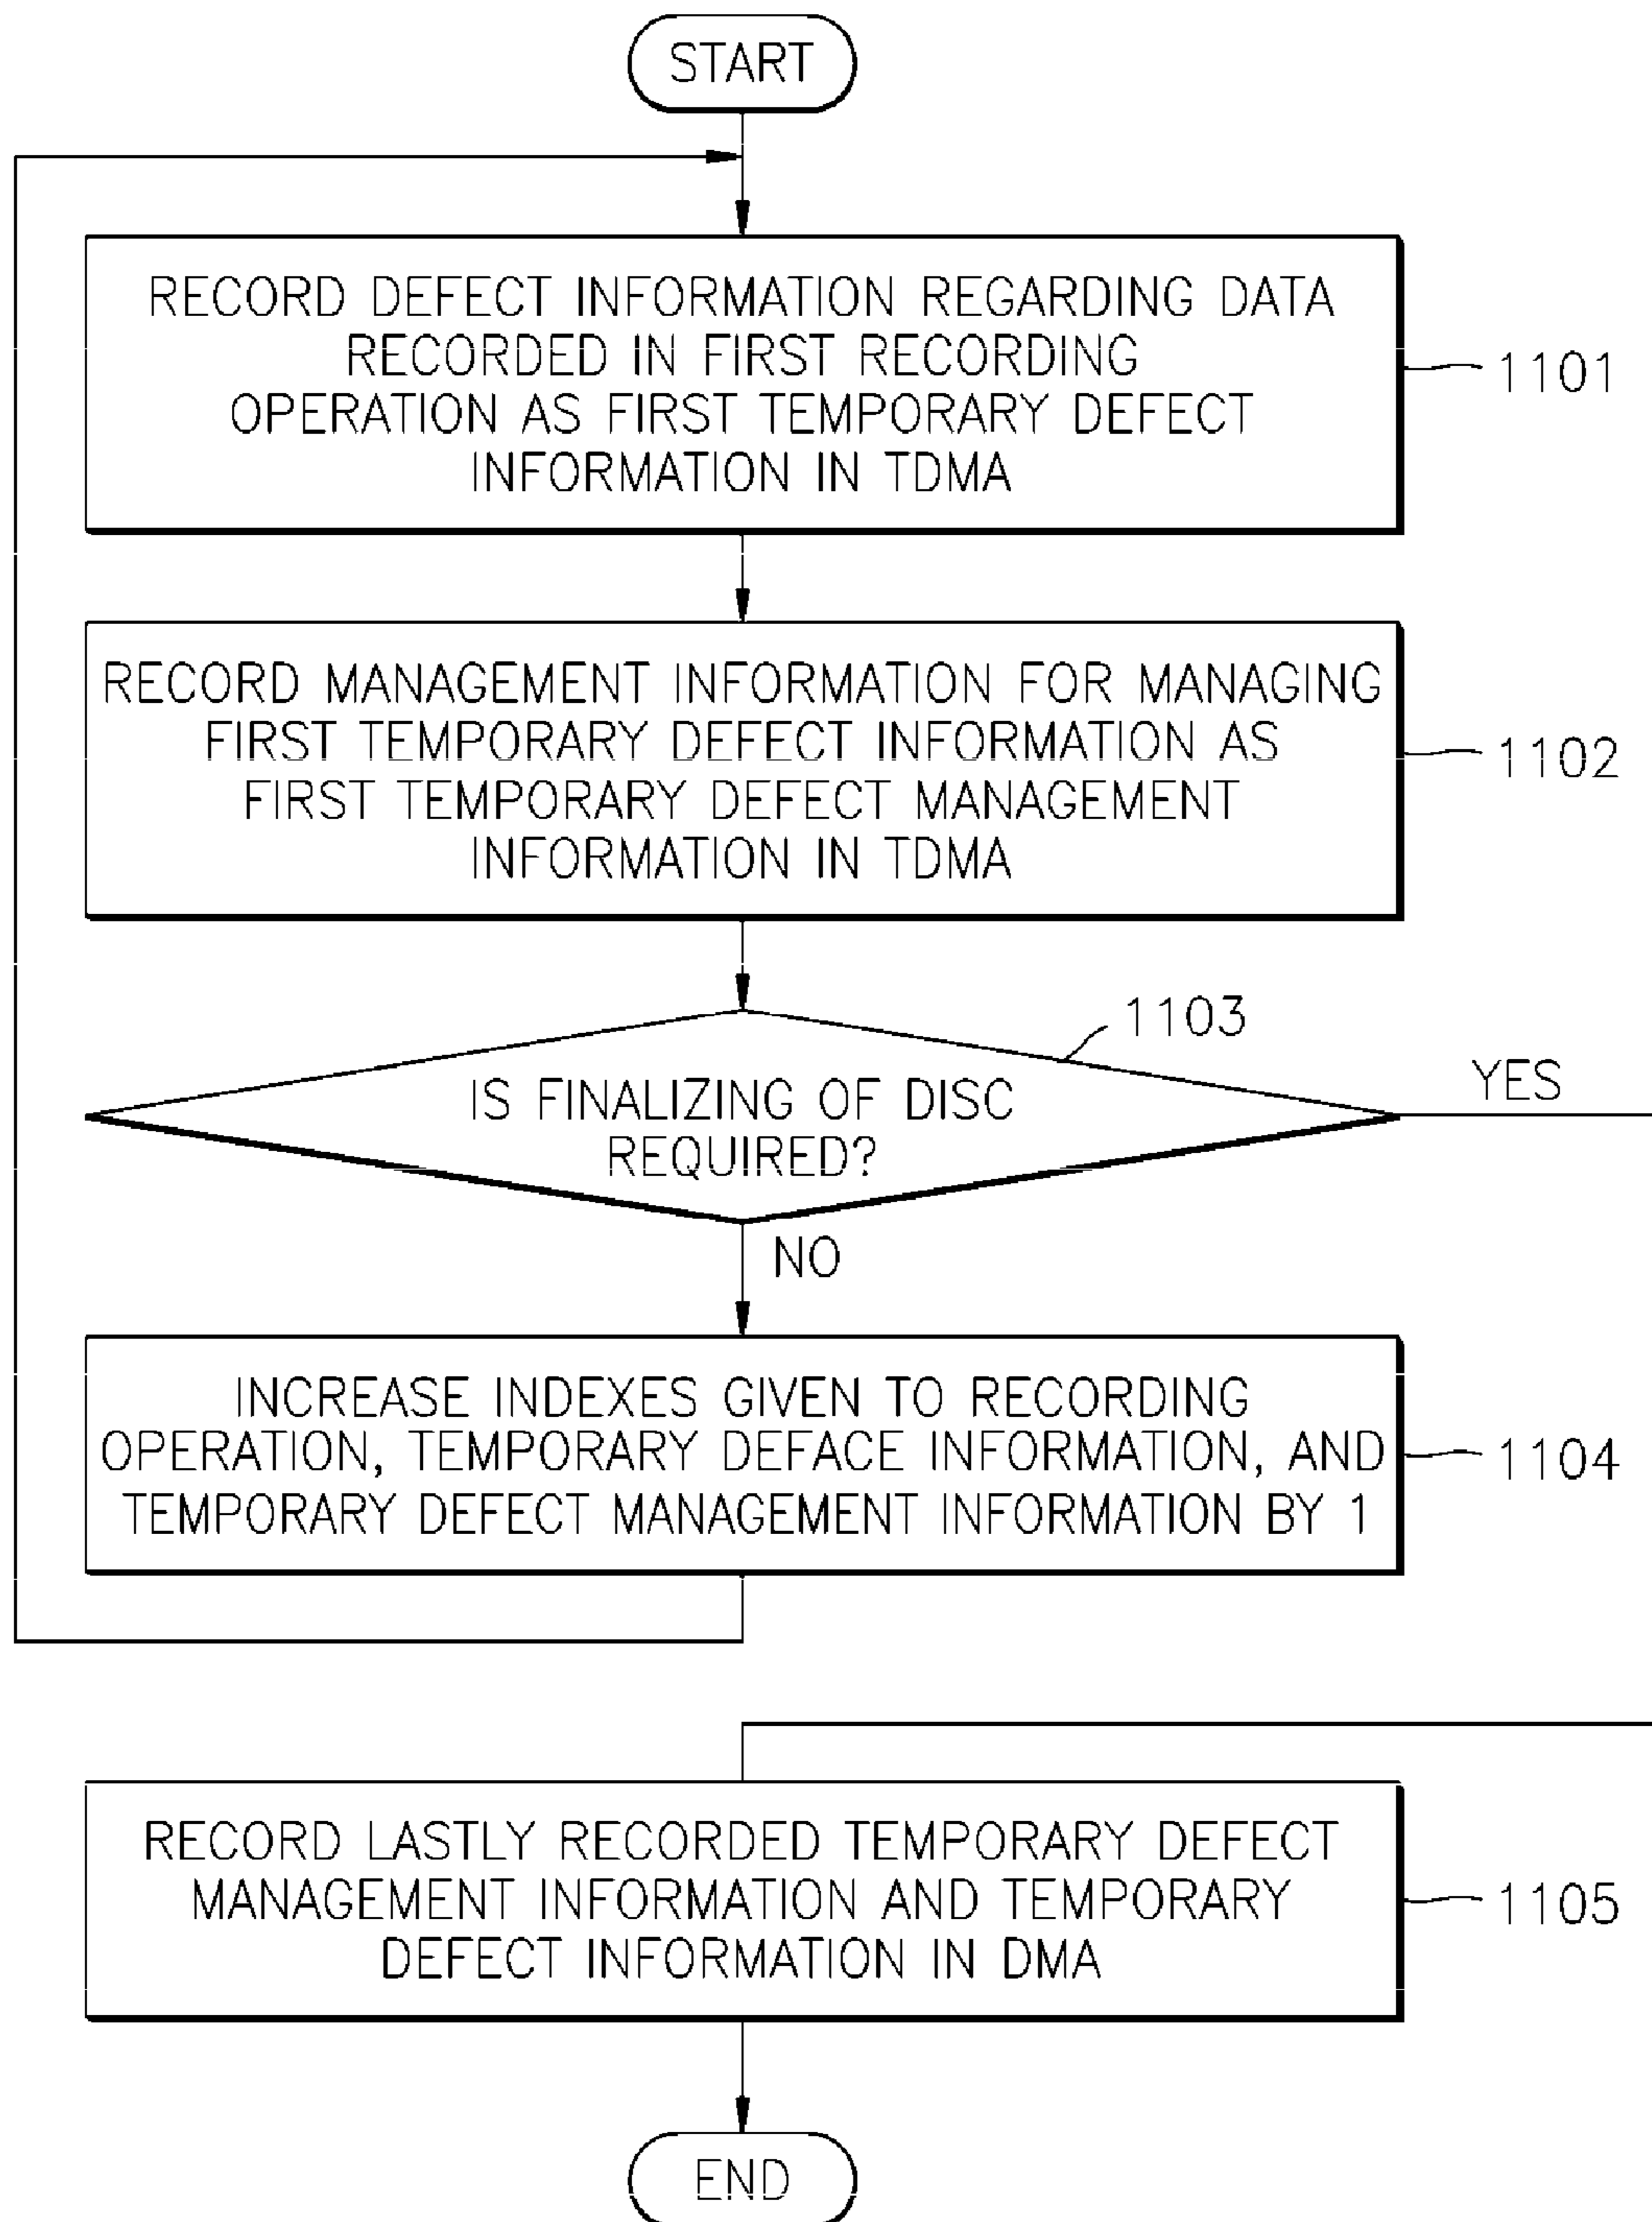 START
RECORD DEFECT INFORMATION REGARDING DATA
RECORDED IN FIRST RECORDING
OPERATION AS FIRST TEMPORARY DEFECT
INFORMATION IN TDMA
1101
RECORD MANAGEMENT INFORMATION FOR MANAGING
FIRST TEMPORARY DEFECT INFORMATION AS
FIRST TEMPORARY DEFECT MANAGEMENT
INFORMATION IN TDMA
1102
1103
IS FINALIZING OF DISC
REQUIRED?
YES
NO
INCREASE INDEXES GIVEN TO RECORDING
OPERATION, TEMPORARY DEFACE INFORMATION, AND
TEMPORARY DEFECT MANAGEMENT INFORMATION BY 1
1104
RECORD LASTLY RECORDED TEMPORARY DEFECT
MANAGEMENT INFORMATION AND TEMPORARY
DEFECT INFORMATION IN DMA
1105
END